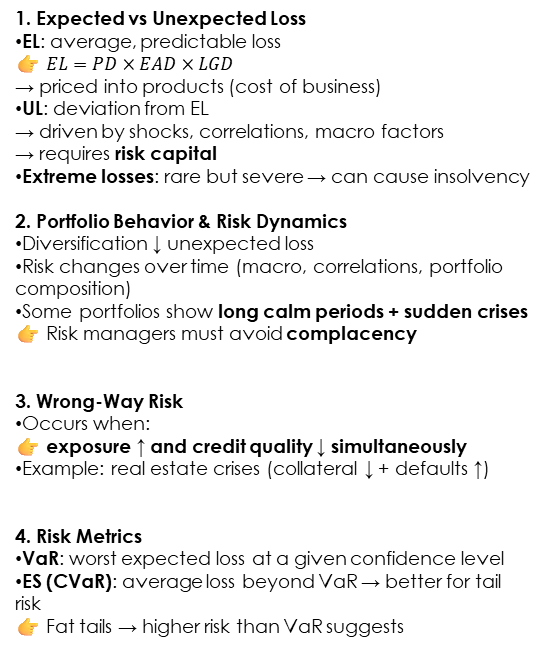 1. Expected vs Unexpected Loss
•EL: average, predictable loss
👉 EL = PD × EAD × LGD
→ priced into products (cost of business)
•UL: deviation from EL
→ driven by shocks, correlations, macro factors
→ requires risk capital
•Extreme losses: rare but severe → can cause insolvency
2. Portfolio Behavior & Risk Dynamics
•Diversification ↓ unexpected loss
•Risk changes over time (macro, correlations, portfolio
composition)
•Some portfolios show long calm periods + sudden crises
👉 Risk managers must avoid complacency
3. Wrong-Way Risk
•Occurs when:
👉 exposure ↑ and credit quality ↓ simultaneously
•Example: real estate crises (collateral ↓ + defaults ↑)
4. Risk Metrics
•VaR: worst expected loss at a given confidence level
•ES (CVaR): average loss beyond VaR → better for tail
risk
👉 Fat tails → higher risk than VaR suggests